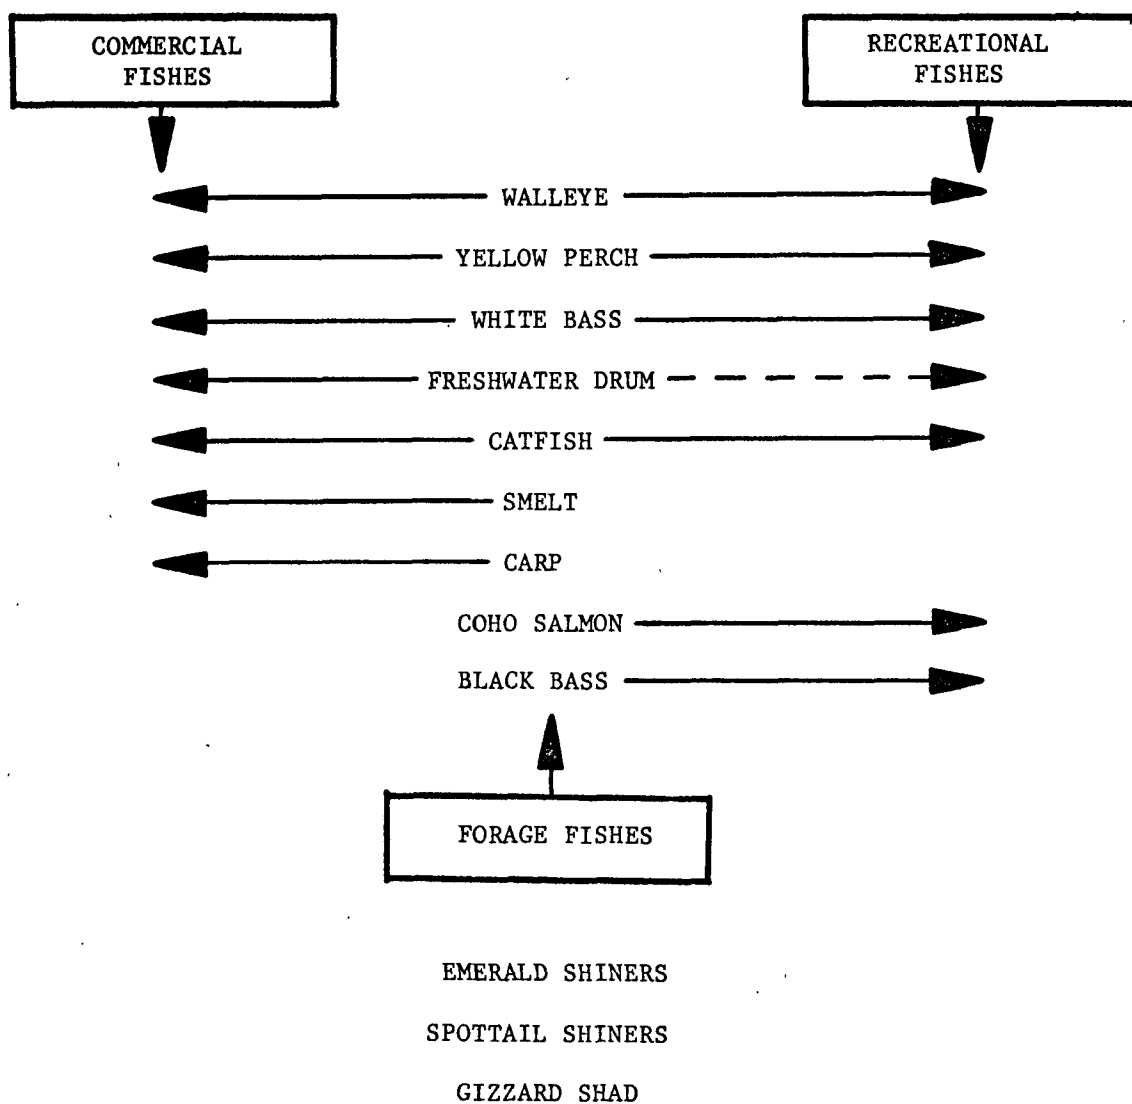 COMMERCIAL
FISHES
RECREATIONAL
FISHES
WALLEYE
YELLOW PERCH
WHITE BASS
FRESHWATER DRUM
CATFISH
SMELT
CARP
COHO SALMON
BLACK BASS
FORAGE FISHES
EMERALD SHINERS
SPOTTAIL SHINERS
GIZZARD SHAD